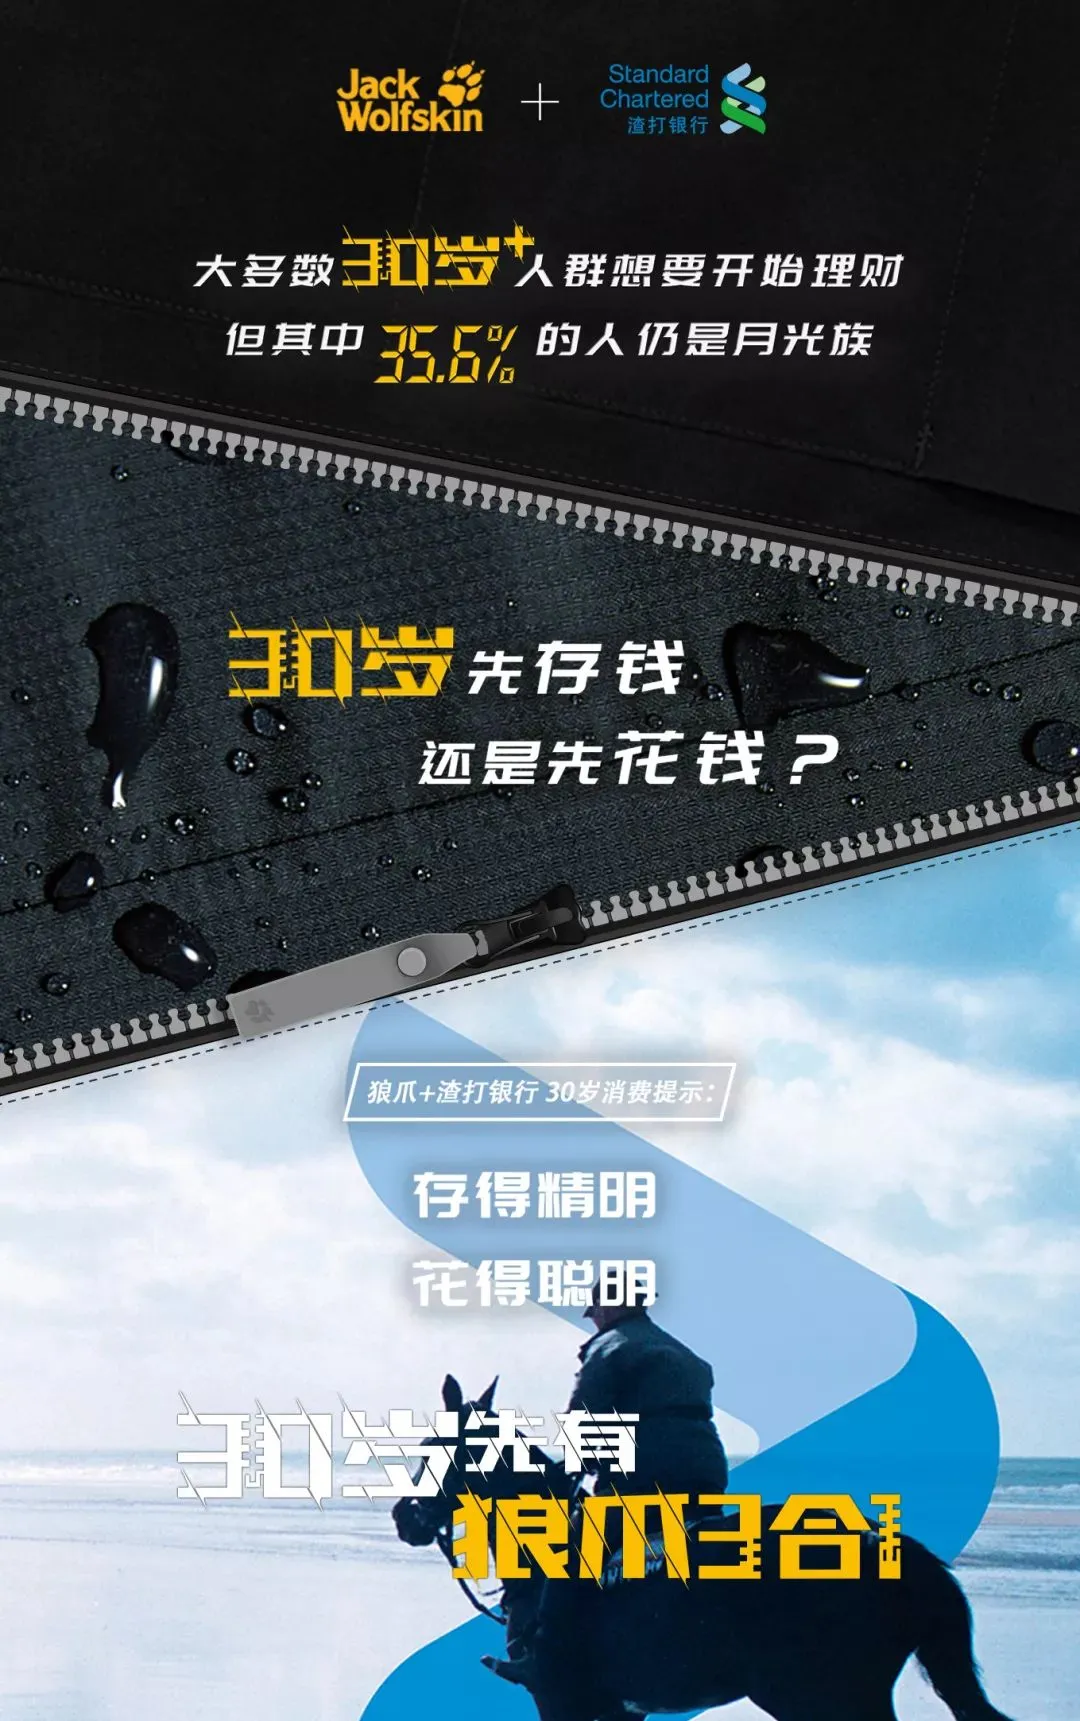 Jack
Wolfskin
+
Standard
Chartered
渣打银行
大多数30岁+人群想要开始理财
但其中35.6%的人仍是月光族
30岁先存钱
还是先花钱?
狼爪+渣打银行 30岁消费提示:
存得精明
花得聪明
30岁先有
狼爪3合1